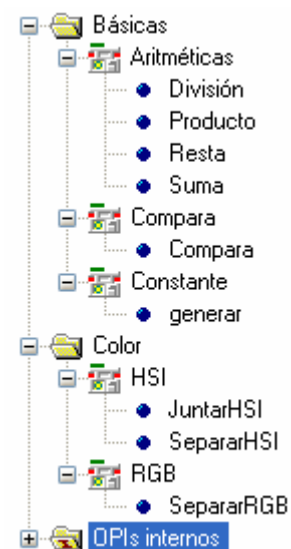 Básicas
Aritméticas
División
Producto
Resta
Suma
Compara
Compara
Constante
generar
Color
HSI
JuntarHSI
SepararHSI
RGB
SepararRGB
OPIs internos